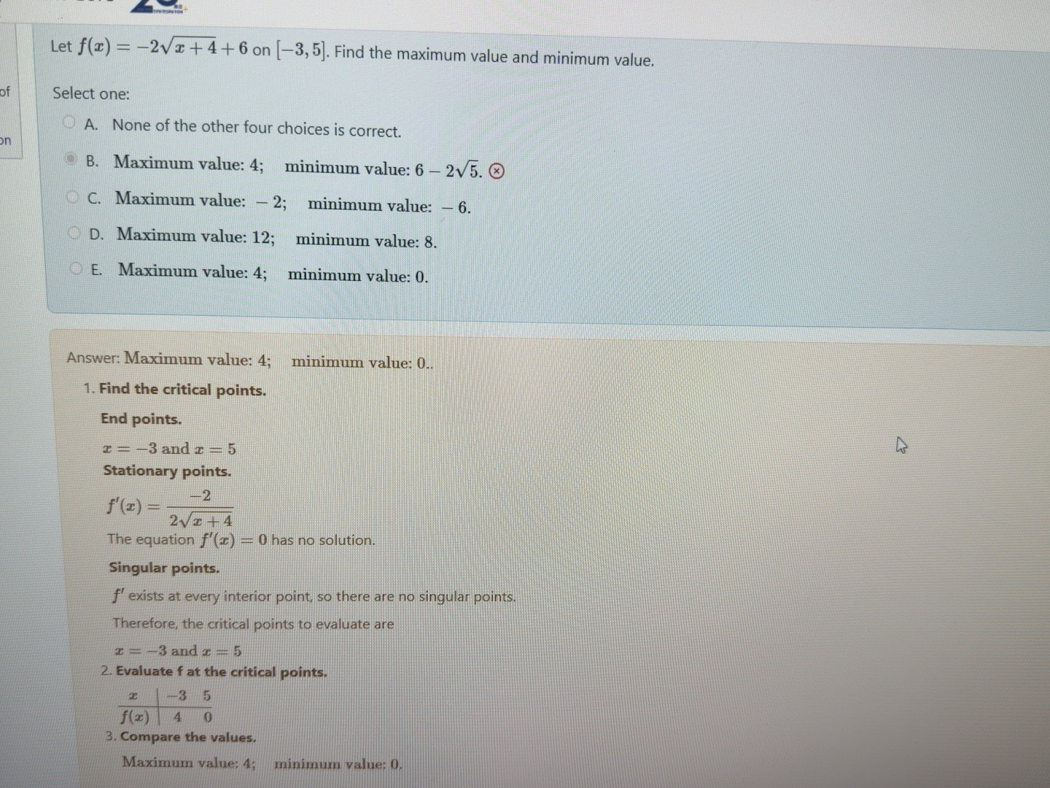 Let f(x) = −2√(x + 4) + 6 on [−3, 5]. Find the maximum value and minimum value.
of
Select one:
A. None of the other four choices is correct.
on
B. Maximum value: 4; minimum value: 6 − 2√5.
C. Maximum value: − 2; minimum value: − 6.
D. Maximum value: 12; minimum value: 8.
E. Maximum value: 4; minimum value: 0.
Answer: Maximum value: 4; minimum value: 0..
1. Find the critical points.
End points.
x = −3 and x = 5
Stationary points.
f′(x) = −2 / (2√(x + 4))
The equation f′(x) = 0 has no solution.
Singular points.
f′ exists at every interior point, so there are no singular points.
Therefore, the critical points to evaluate are
x = −3 and x = 5
2. Evaluate f at the critical points.
x | −3 5
f(x) | 4 0
3. Compare the values.
Maximum value: 4; minimum value: 0.